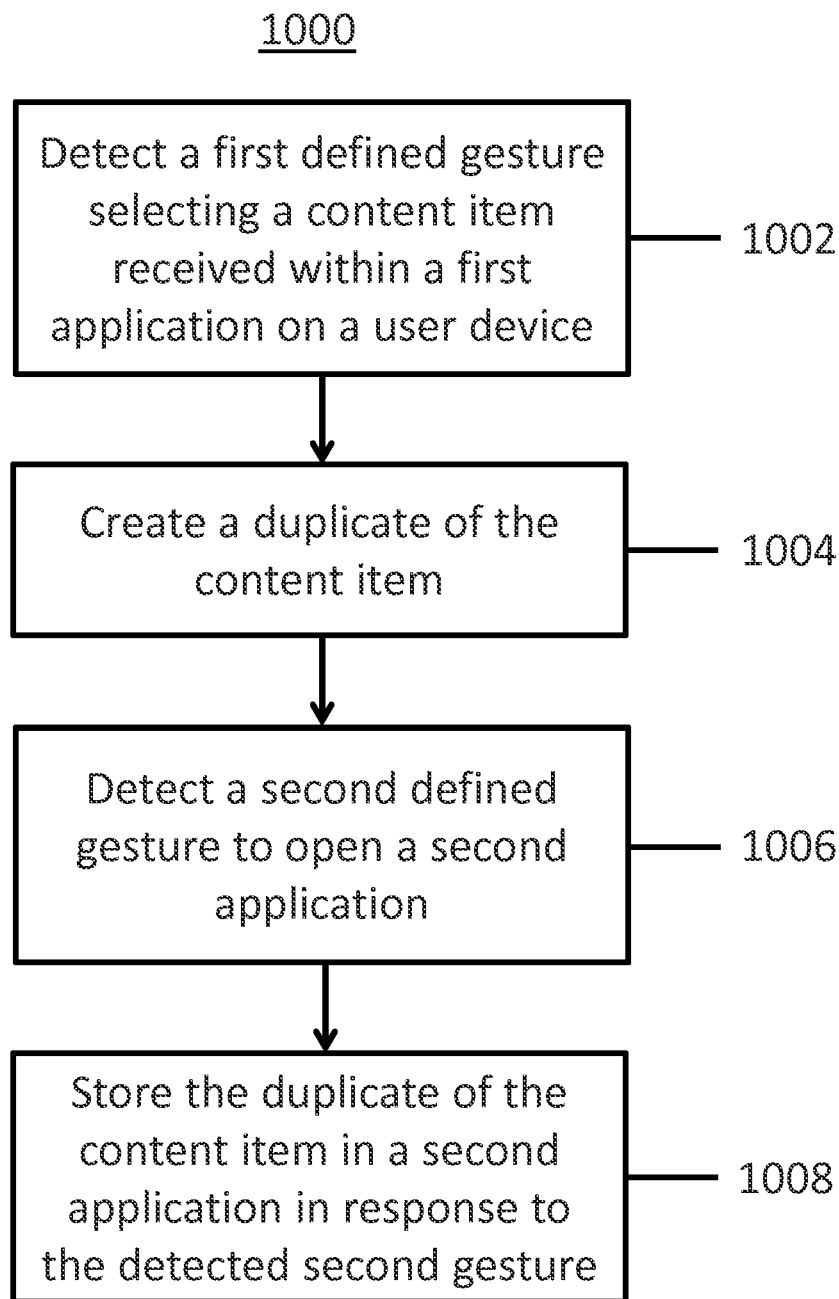 1000
Detect a first defined gesture
selecting a content item
received within a first
application on a user device
1002
Create a duplicate of the
content item
1004
Detect a second defined
gesture to open a second
application
1006
Store the duplicate of the
content item in a second
application in response to
the detected second gesture
1008